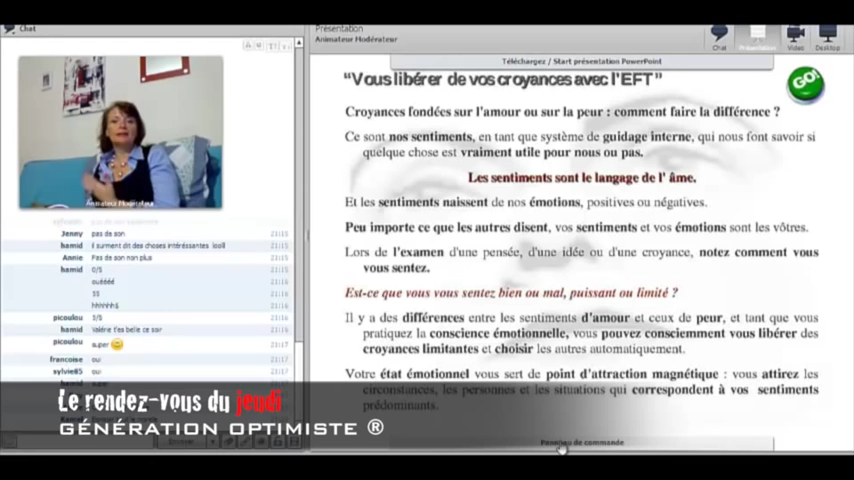 Chat
Présentation
Animateur Modérateur
Chat
Présentation
Video
Desktop
Téléchargez / Start présentation PowerPoint
"Vous libérer de vos croyances avec l'EFT"
GO!
Croyances fondées sur l'amour ou sur la peur : comment faire la différence ?
Ce sont nos sentiments, en tant que système de guidage interne, qui nous font savoir si
quelque chose est vraiment utile pour nous ou pas.
Les sentiments sont le langage de l' âme.
Et les sentiments naissent de nos émotions, positives ou négatives.
Peu importe ce que les autres disent, vos sentiments et vos émotions sont les vôtres.
Lors de l'examen d'une pensée, d'une idée ou d'une croyance, notez comment vous
vous sentez.
Est-ce que vous vous sentez bien ou mal, puissant ou limité ?
Il y a des différences entre les sentiments d'amour et ceux de peur, et tant que vous
pratiquez la conscience émotionnelle, vous pouvez consciemment vous libérer des
croyances limitantes et choisir les autres automatiquement.
Votre état émotionnel vous sert de point d'attraction magnétique : vous attirez les
circonstances, les personnes et les situations qui correspondent à vos sentiments
prédominants.
Animateur Modérateur
Jenny pas de son 21:15
hamid il surment dit des choses intéréssantes looll 21:15
Annie Pas de son non plus 21:15
hamid 0/5 21:16
ouéééé 21:16
55 21:16
hhhhhh§ 21:16
picoulou 5/5 21:16
hamid Valérie t'es belle ce soir 21:16
picoulou super 21:17
francoise oui 21:17
sylvie85 oui 21:17
hamid super
Le rendez-vous du jeudi
GÉNÉRATION OPTIMISTE ®
Envoyer
Panneau de commande